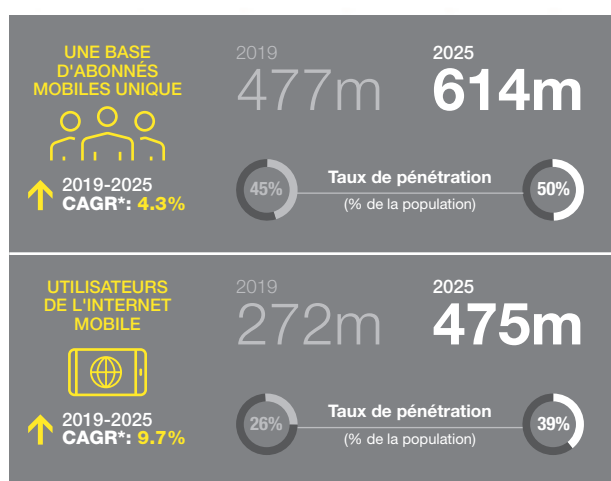 UNE BASE
D'ABONNÉS
MOBILES UNIQUE
2019-2025
CAGR*: 4.3%
2019
477m
2025
614m
45%
Taux de pénétration
(% de la population)
50%
UTILISATEURS
DE L'INTERNET
MOBILE
2019-2025
CAGR*: 9.7%
2019
272m
2025
475m
26%
Taux de pénétration
(% de la population)
39%